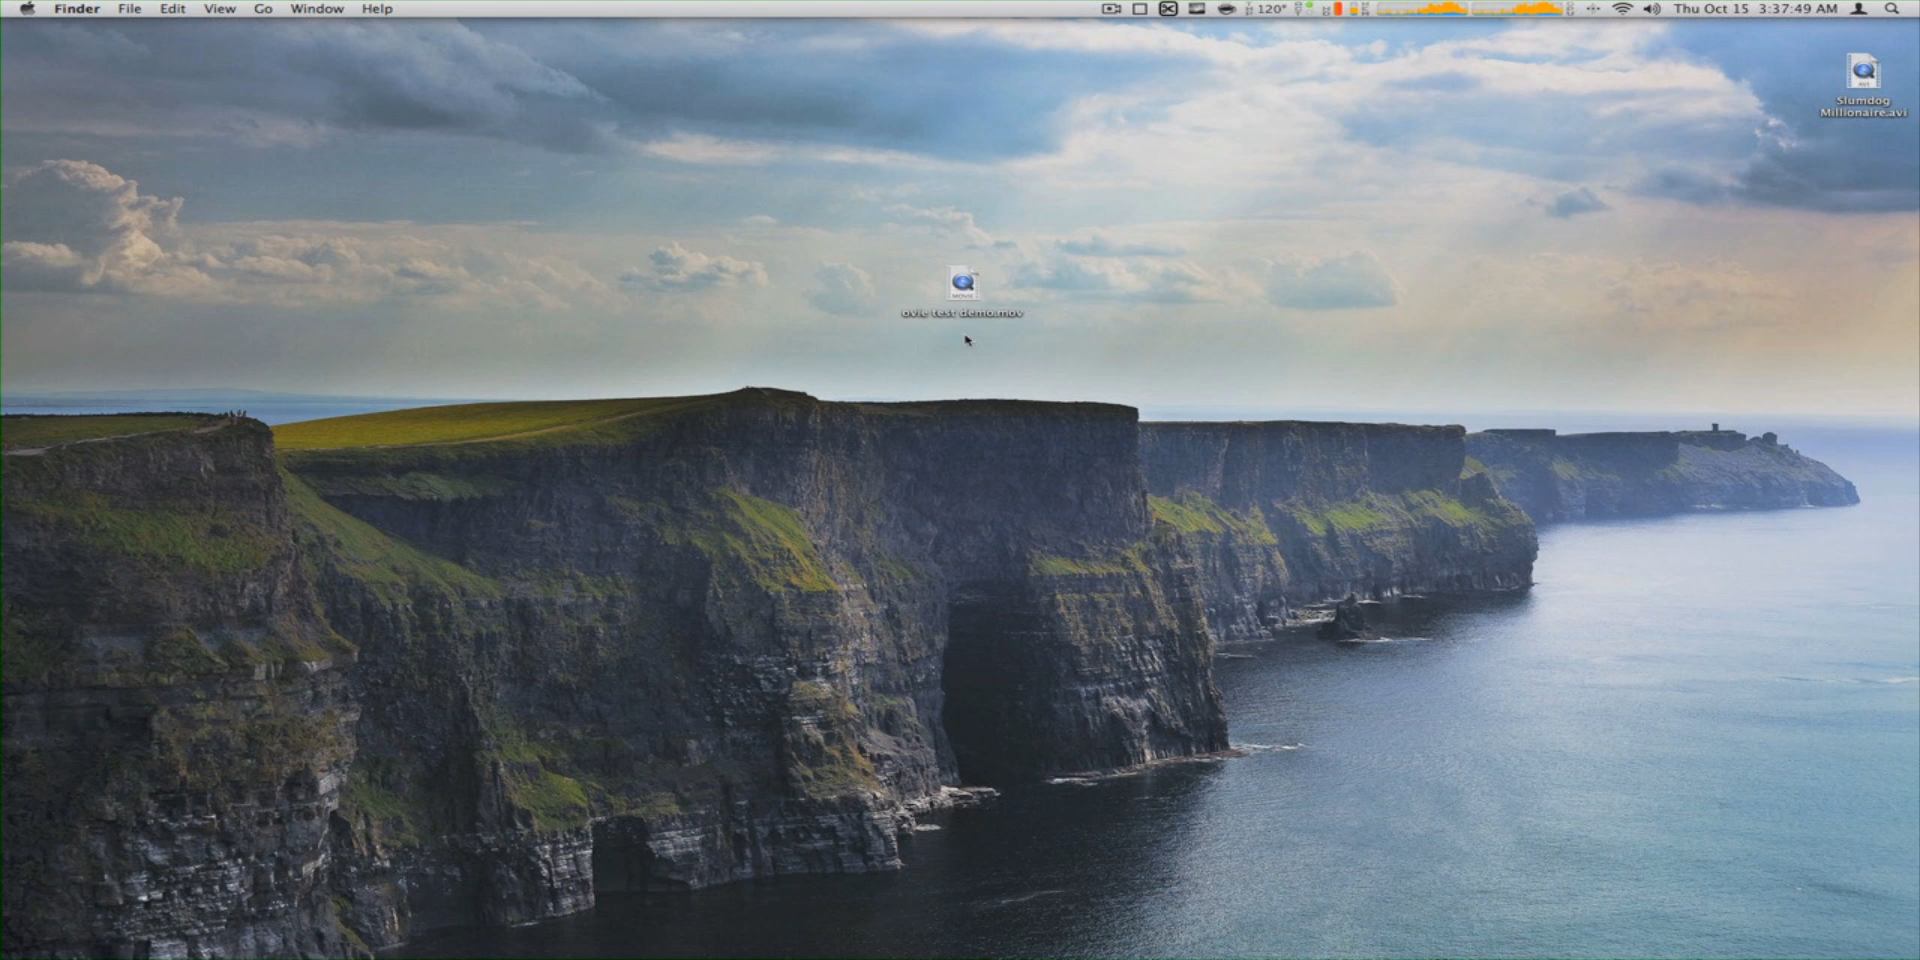 Finder File Edit View Go Window Help
120° Thu Oct 15 3:37:49 AM
Slumdog
Millionaire.avi
MOVIE
ovie test demo.mov